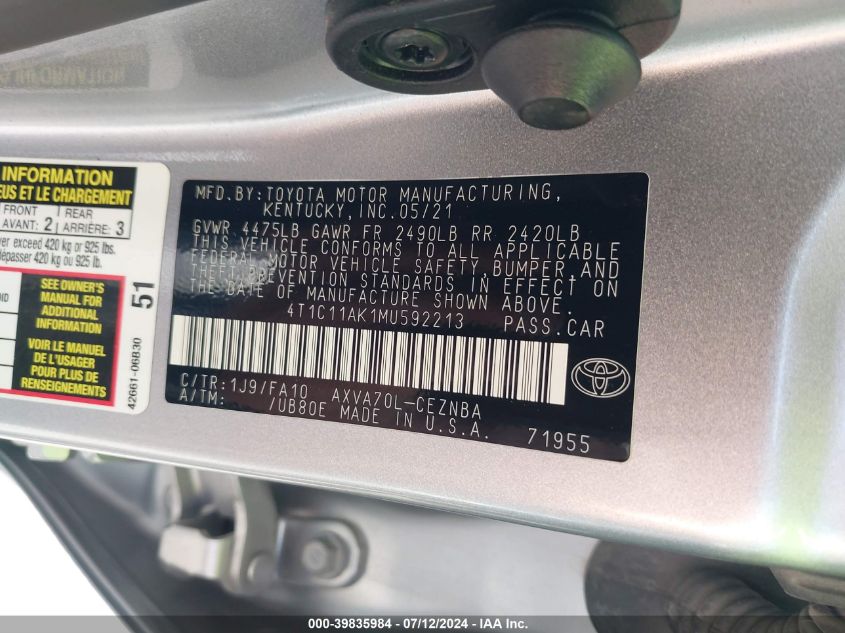 INFORMATION
EUS ET LE CHARGEMENT
FRONT
AVANT: 2
REAR
ARRIÈRE: 3
exceed 420 kg or 925 lbs.
dépasser 420 kg ou 925 lb.
SEE OWNER'S
MANUAL FOR
ADDITIONAL
INFORMATION
VOIR LE MANUEL
DE L'USAGER
POUR PLUS DE
RENSEIGNEMENTS
51
42661-06B30
MFD.BY:TOYOTA MOTOR MANUFACTURING,
KENTUCKY,INC.05/21
GVWR 4475LB GAWR FR 2490LB RR 2420LB
THIS VEHICLE CONFORMS TO ALL APPLICABLE
FEDERAL MOTOR VEHICLE SAFETY,BUMPER,AND
THEFT PREVENTION STANDARDS IN EFFECT ON
THE DATE OF MANUFACTURE SHOWN ABOVE.
4T1C11AK1MU592213 PASS.CAR
C/TR:1J9/FA10 AXVA70L-CEZNBA
A/TM: /UB80E MADE IN U.S.A.
71955
000-39835984 - 07/12/2024 - IAA Inc.